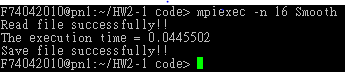 F74042010@pn1:~/HW2-1 code> mpiexec -n 16 Smooth
Read file successfully!!
The execution time = 0.0445502
Save file successfully!!
F74042010@pn1:~/HW2-1 code>